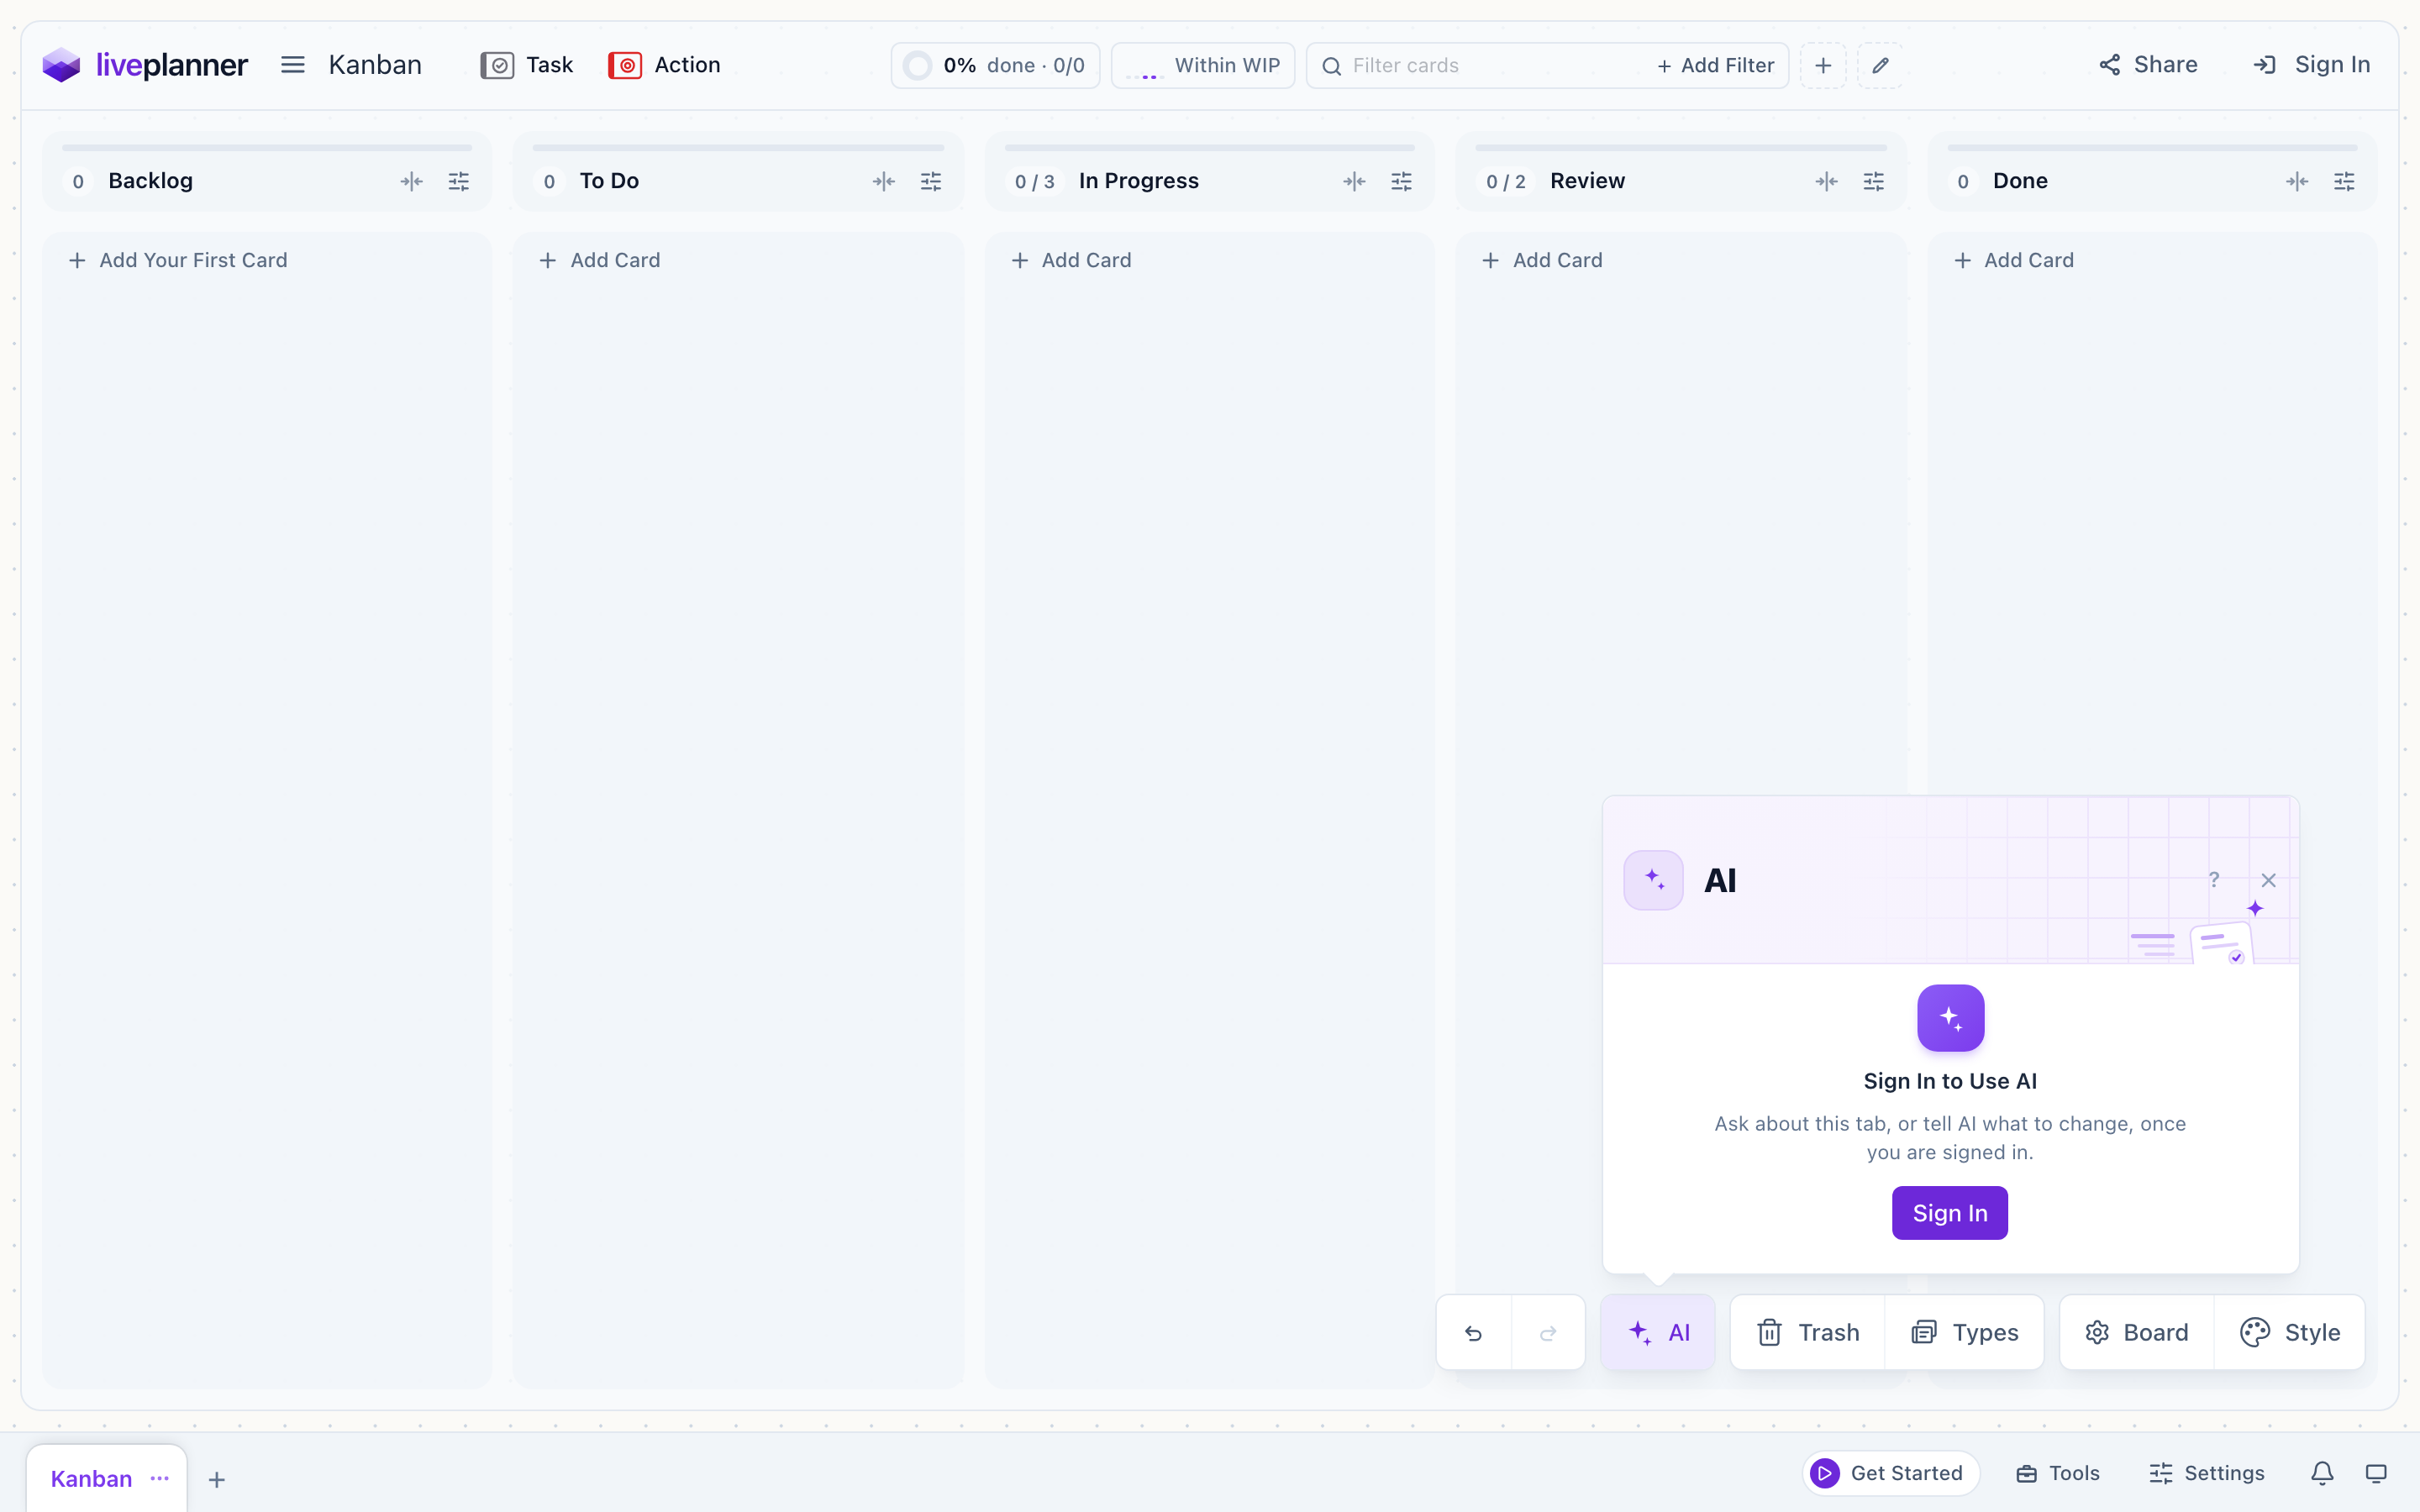 liveplanner
Kanban
Task
Action
0% done · 0/0
Within WIP
Filter cards
+ Add Filter
Share
Sign In
0 Backlog
0 To Do
0 / 3 In Progress
0 / 2 Review
0 Done
+ Add Your First Card
+ Add Card
+ Add Card
+ Add Card
+ Add Card
AI
?
Sign In to Use AI
Ask about this tab, or tell AI what to change, once
you are signed in.
Sign In
AI
Trash
Types
Board
Style
Kanban
Get Started
Tools
Settings